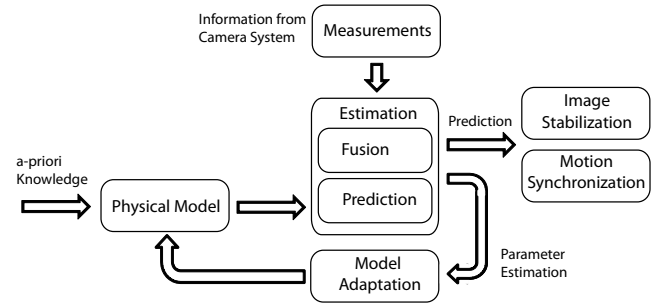 Information from
Camera System
Measurements
Estimation
Fusion
Prediction
Prediction
Image
Stabilization
Motion
Synchronization
a-priori
Knowledge
Physical Model
Model
Adaptation
Parameter
Estimation